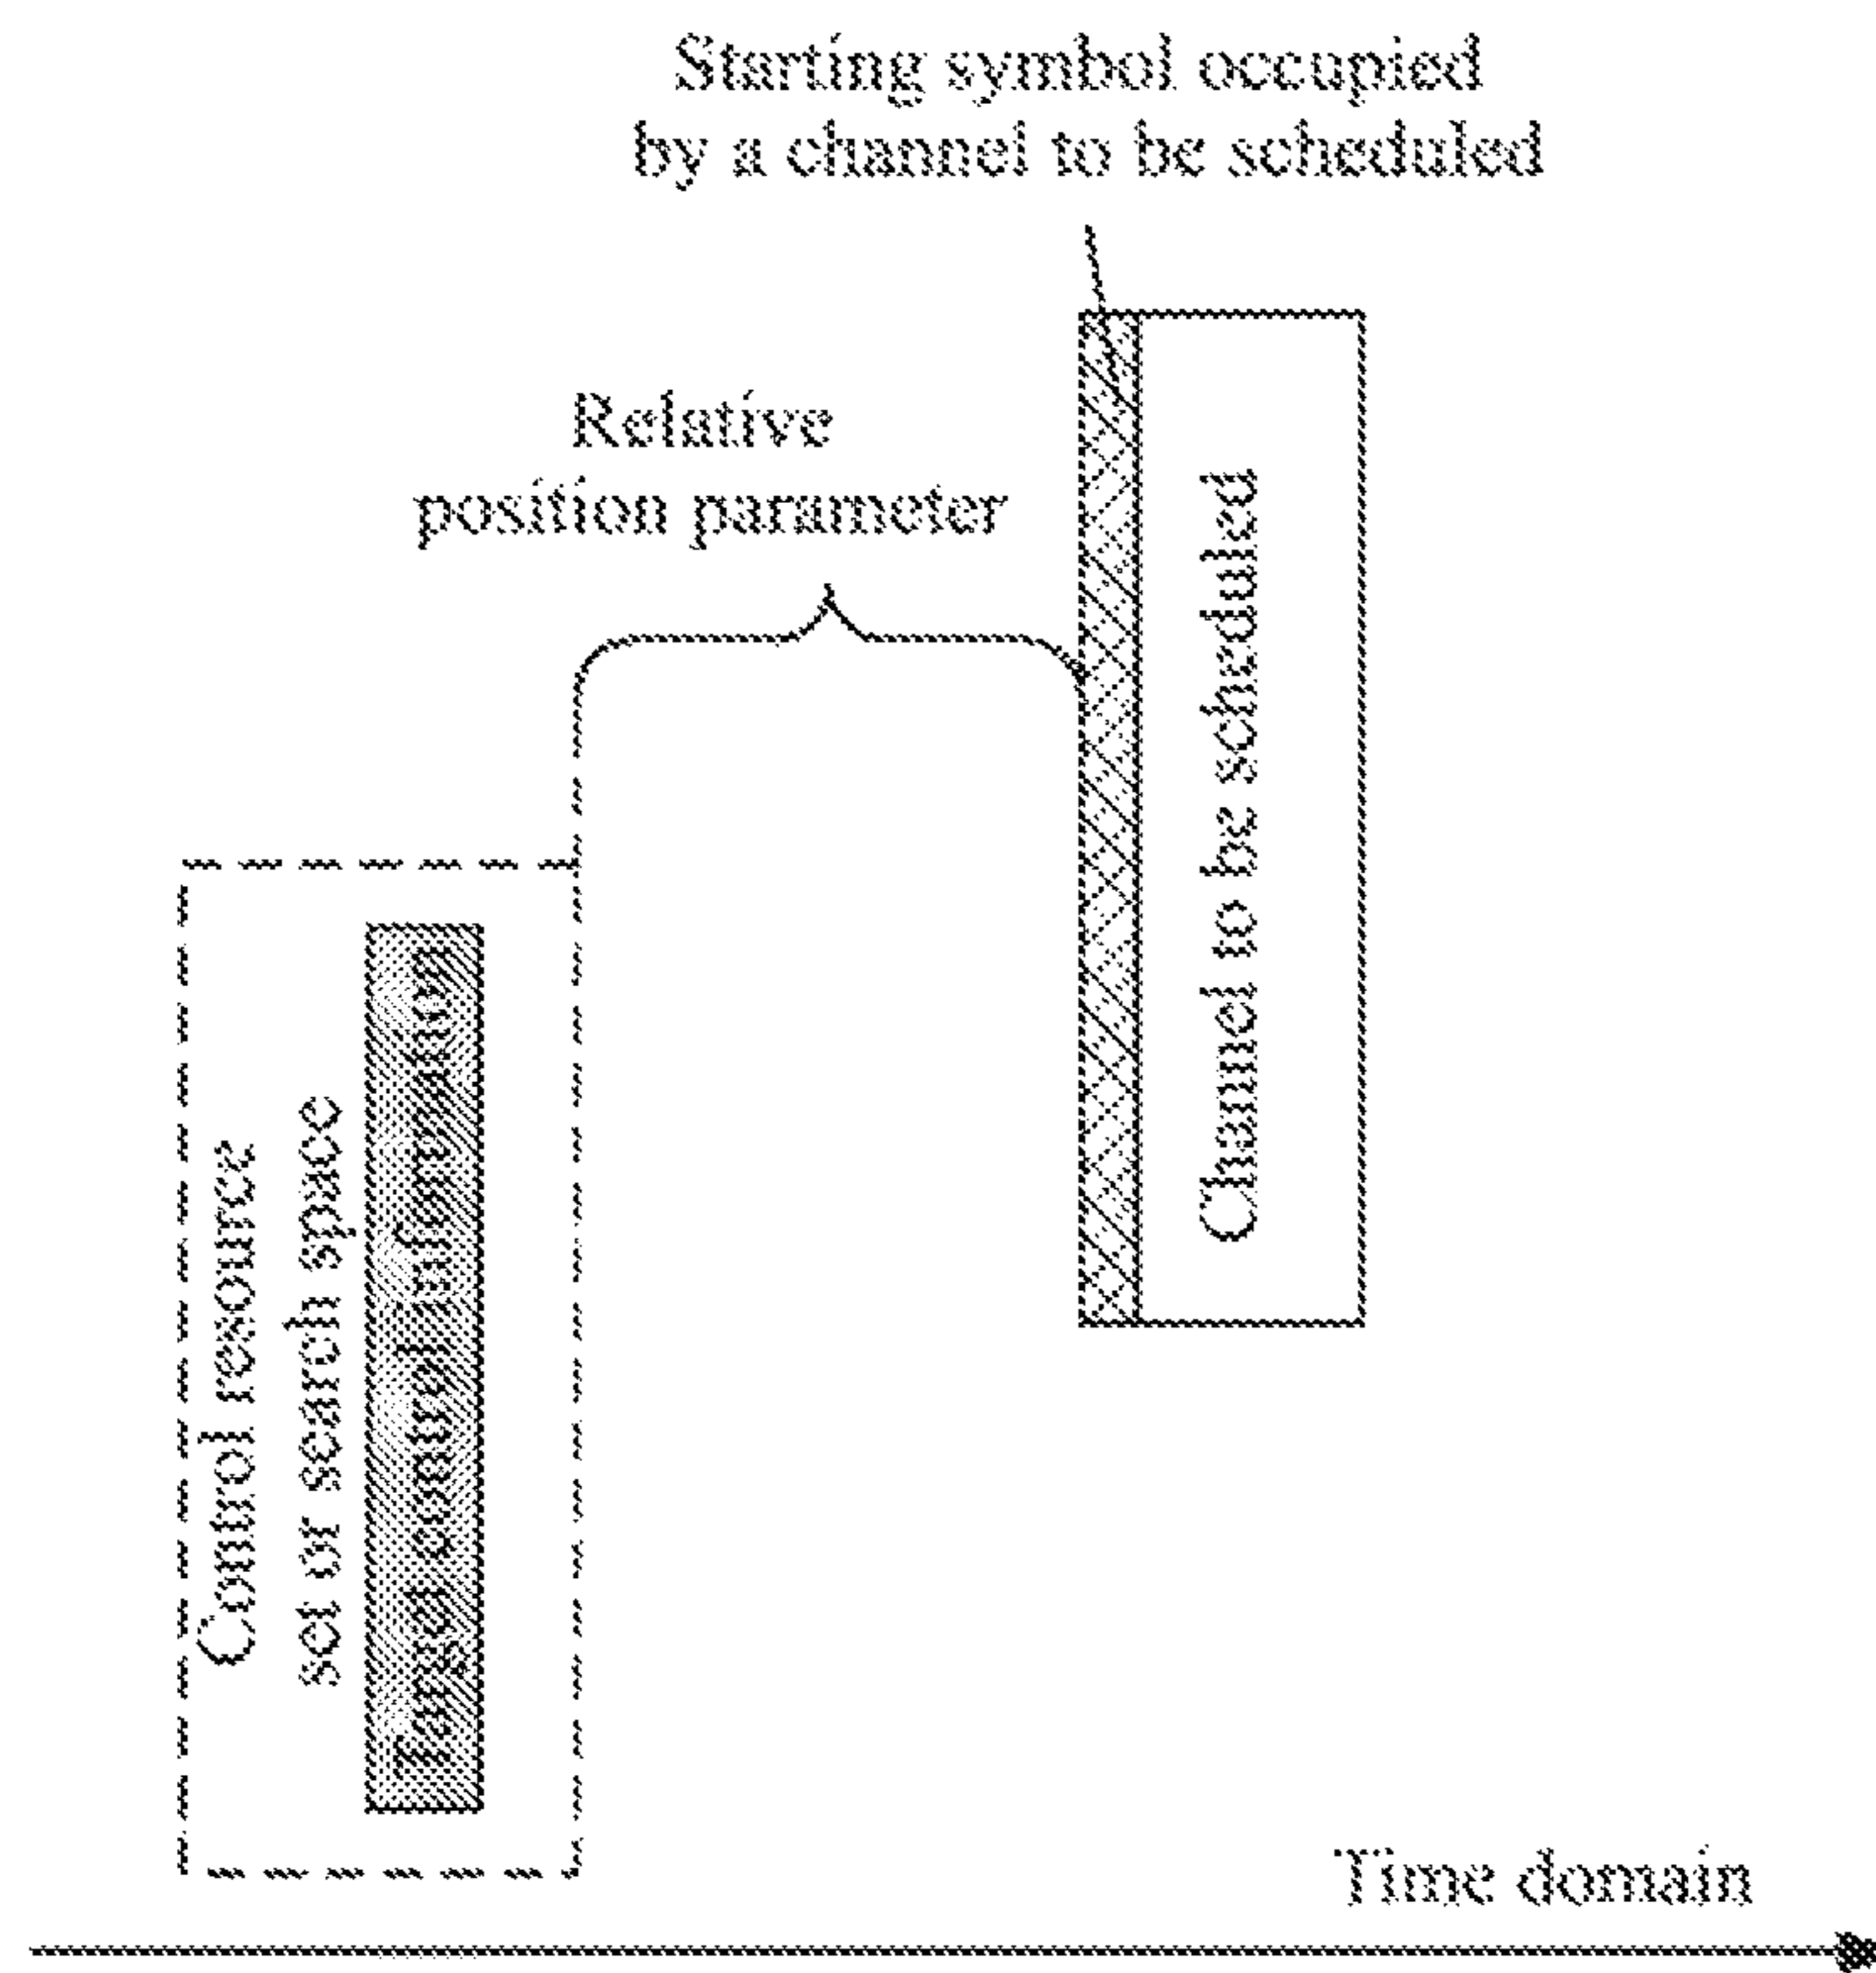 Starting symbol occupied
by a channel to be scheduled
Relative
position parameter
Channel to be scheduled
Control resource
set or search space
Target control information
Time domain